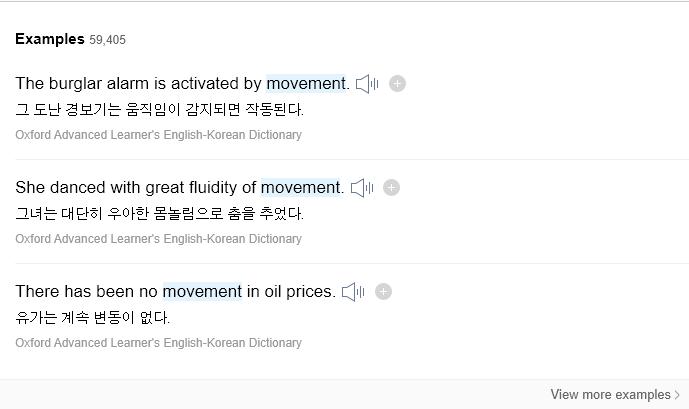 Examples 59,405
The burglar alarm is activated by movement.
그 도난 경보기는 움직임이 감지되면 작동된다.
Oxford Advanced Learner's English-Korean Dictionary
She danced with great fluidity of movement.
그녀는 대단히 우아한 몸놀림으로 춤을 추었다.
Oxford Advanced Learner's English-Korean Dictionary
There has been no movement in oil prices.
유가는 계속 변동이 없다.
Oxford Advanced Learner's English-Korean Dictionary
View more examples